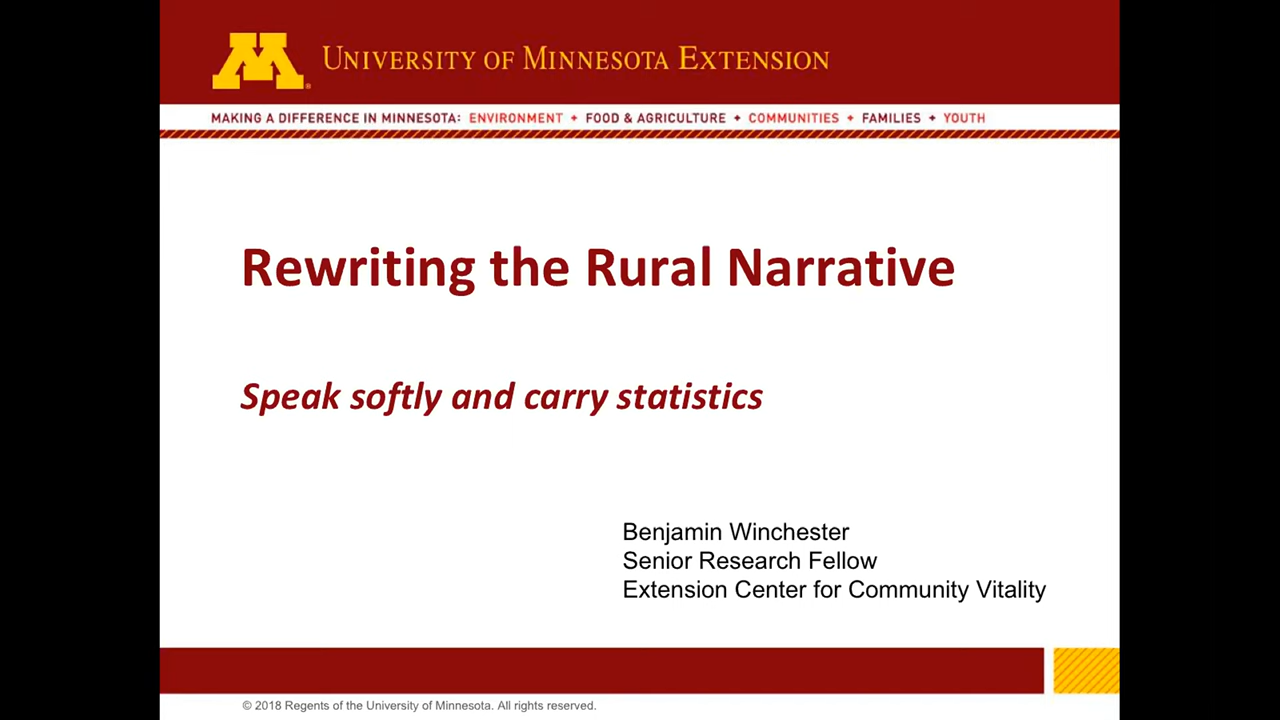 UNIVERSITY OF MINNESOTA EXTENSION
MAKING A DIFFERENCE IN MINNESOTA: ENVIRONMENT + FOOD & AGRICULTURE + COMMUNITIES + FAMILIES + YOUTH
Rewriting the Rural Narrative
Speak softly and carry statistics
Benjamin Winchester
Senior Research Fellow
Extension Center for Community Vitality
© 2018 Regents of the University of Minnesota. All rights reserved.